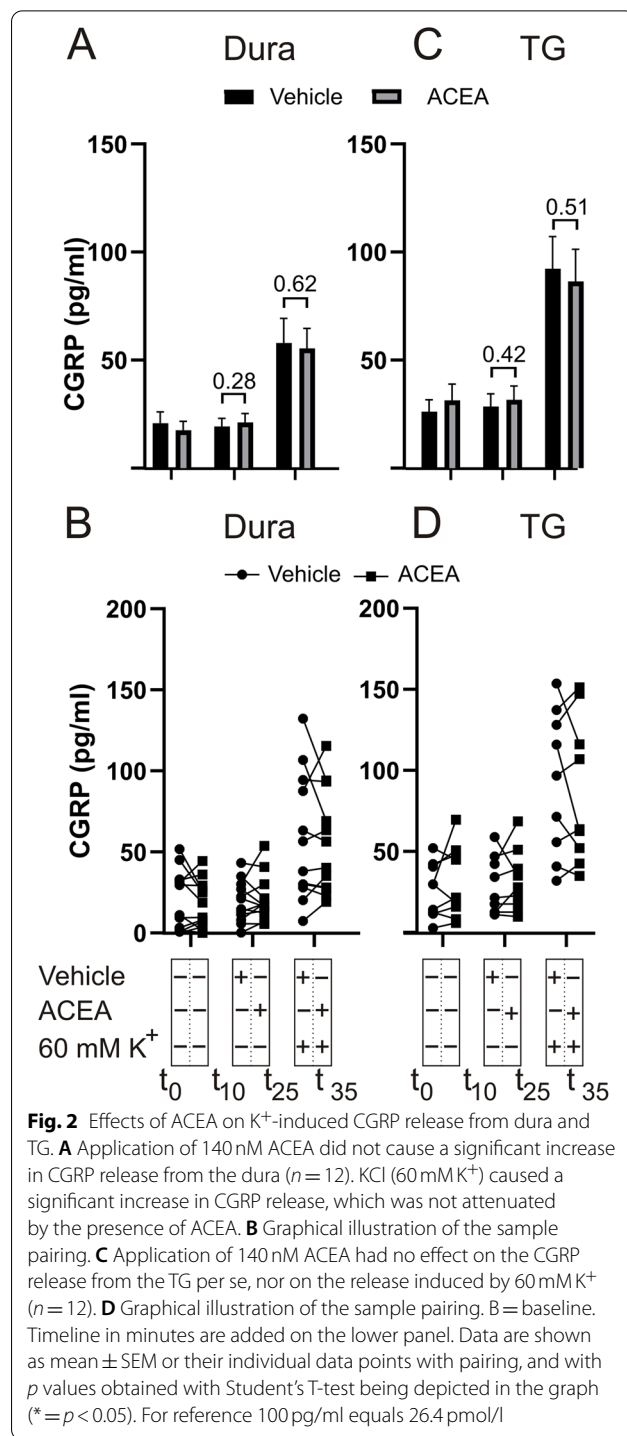 A Dura C TG
Vehicle ACEA
150 150
0.51
100 100
0.62
CGRP (pg/ml)
50 0.42 50
0.28
B Dura D TG
Vehicle ACEA
200 200
150 150
CGRP (pg/ml)
100 100
50 50
0 0
Vehicle − − + − + − − − + − + −
ACEA − − − + − + − − − + − +
60 mM K+ − − − − + + − − − − + +
t0 t10 t25 t35 t0 t10 t25 t35
Fig. 2 Effects of ACEA on K+-induced CGRP release from dura and
TG. A Application of 140 nM ACEA did not cause a significant increase
in CGRP release from the dura (n = 12). KCl (60 mM K+) caused a
significant increase in CGRP release, which was not attenuated
by the presence of ACEA. B Graphical illustration of the sample
pairing. C Application of 140 nM ACEA had no effect on the CGRP
release from the TG per se, nor on the release induced by 60 mM K+
(n = 12). D Graphical illustration of the sample pairing. B = baseline.
Timeline in minutes are added on the lower panel. Data are shown
as mean ± SEM or their individual data points with pairing, and with
p values obtained with Student's T-test being depicted in the graph
(* = p < 0.05). For reference 100 pg/ml equals 26.4 pmol/l